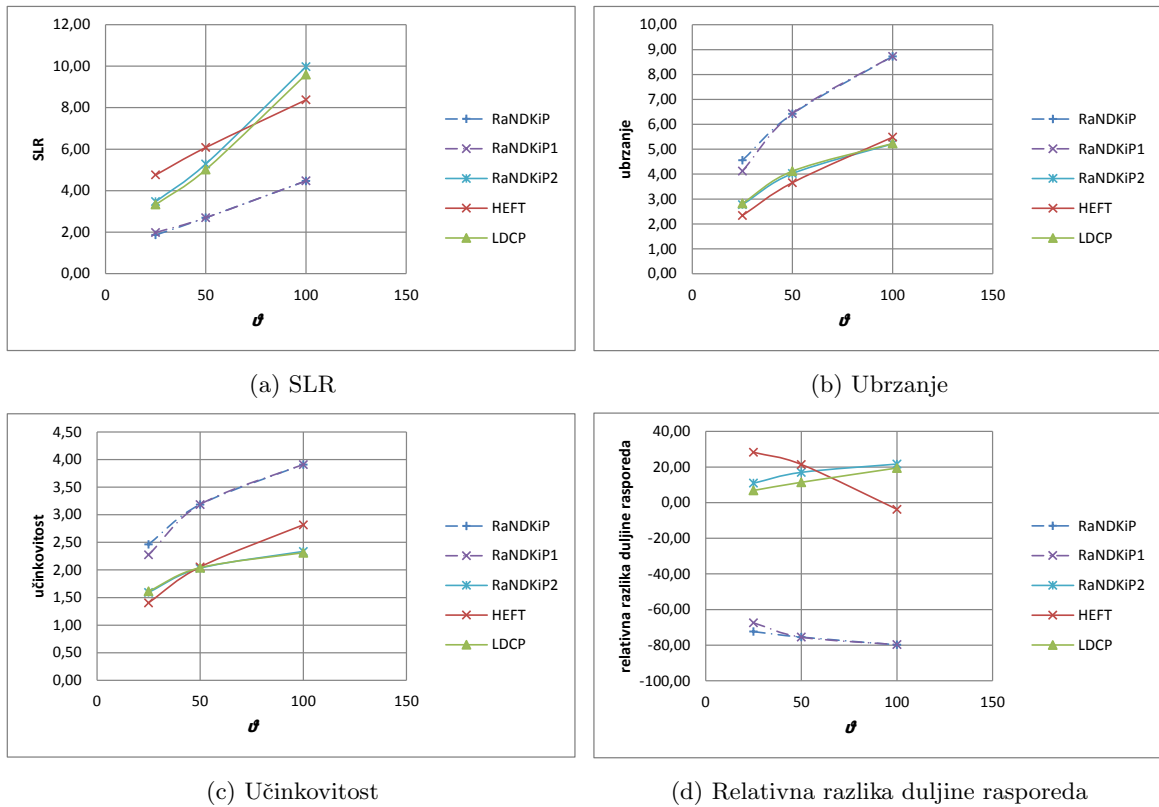 12,00
10,00
8,00
6,00
4,00
2,00
0,00
SLR
0
50
100
150
ϑ
RaNDKiP
RaNDKiP1
RaNDKiP2
HEFT
LDCP
(a) SLR
10,00
9,00
8,00
7,00
6,00
5,00
4,00
3,00
2,00
1,00
0,00
ubrzanje
0
50
100
150
ϑ
RaNDKiP
RaNDKiP1
RaNDKiP2
HEFT
LDCP
(b) Ubrzanje
4,50
4,00
3,50
3,00
2,50
2,00
1,50
1,00
0,50
0,00
učinkovitost
0
50
100
150
ϑ
RaNDKiP
RaNDKiP1
RaNDKiP2
HEFT
LDCP
(c) Učinkovitost
40,00
20,00
0,00
-20,00
-40,00
-60,00
-80,00
-100,00
relativna razlika duljine rasporeda
0
50
100
150
ϑ
RaNDKiP
RaNDKiP1
RaNDKiP2
HEFT
LDCP
(d) Relativna razlika duljine rasporeda